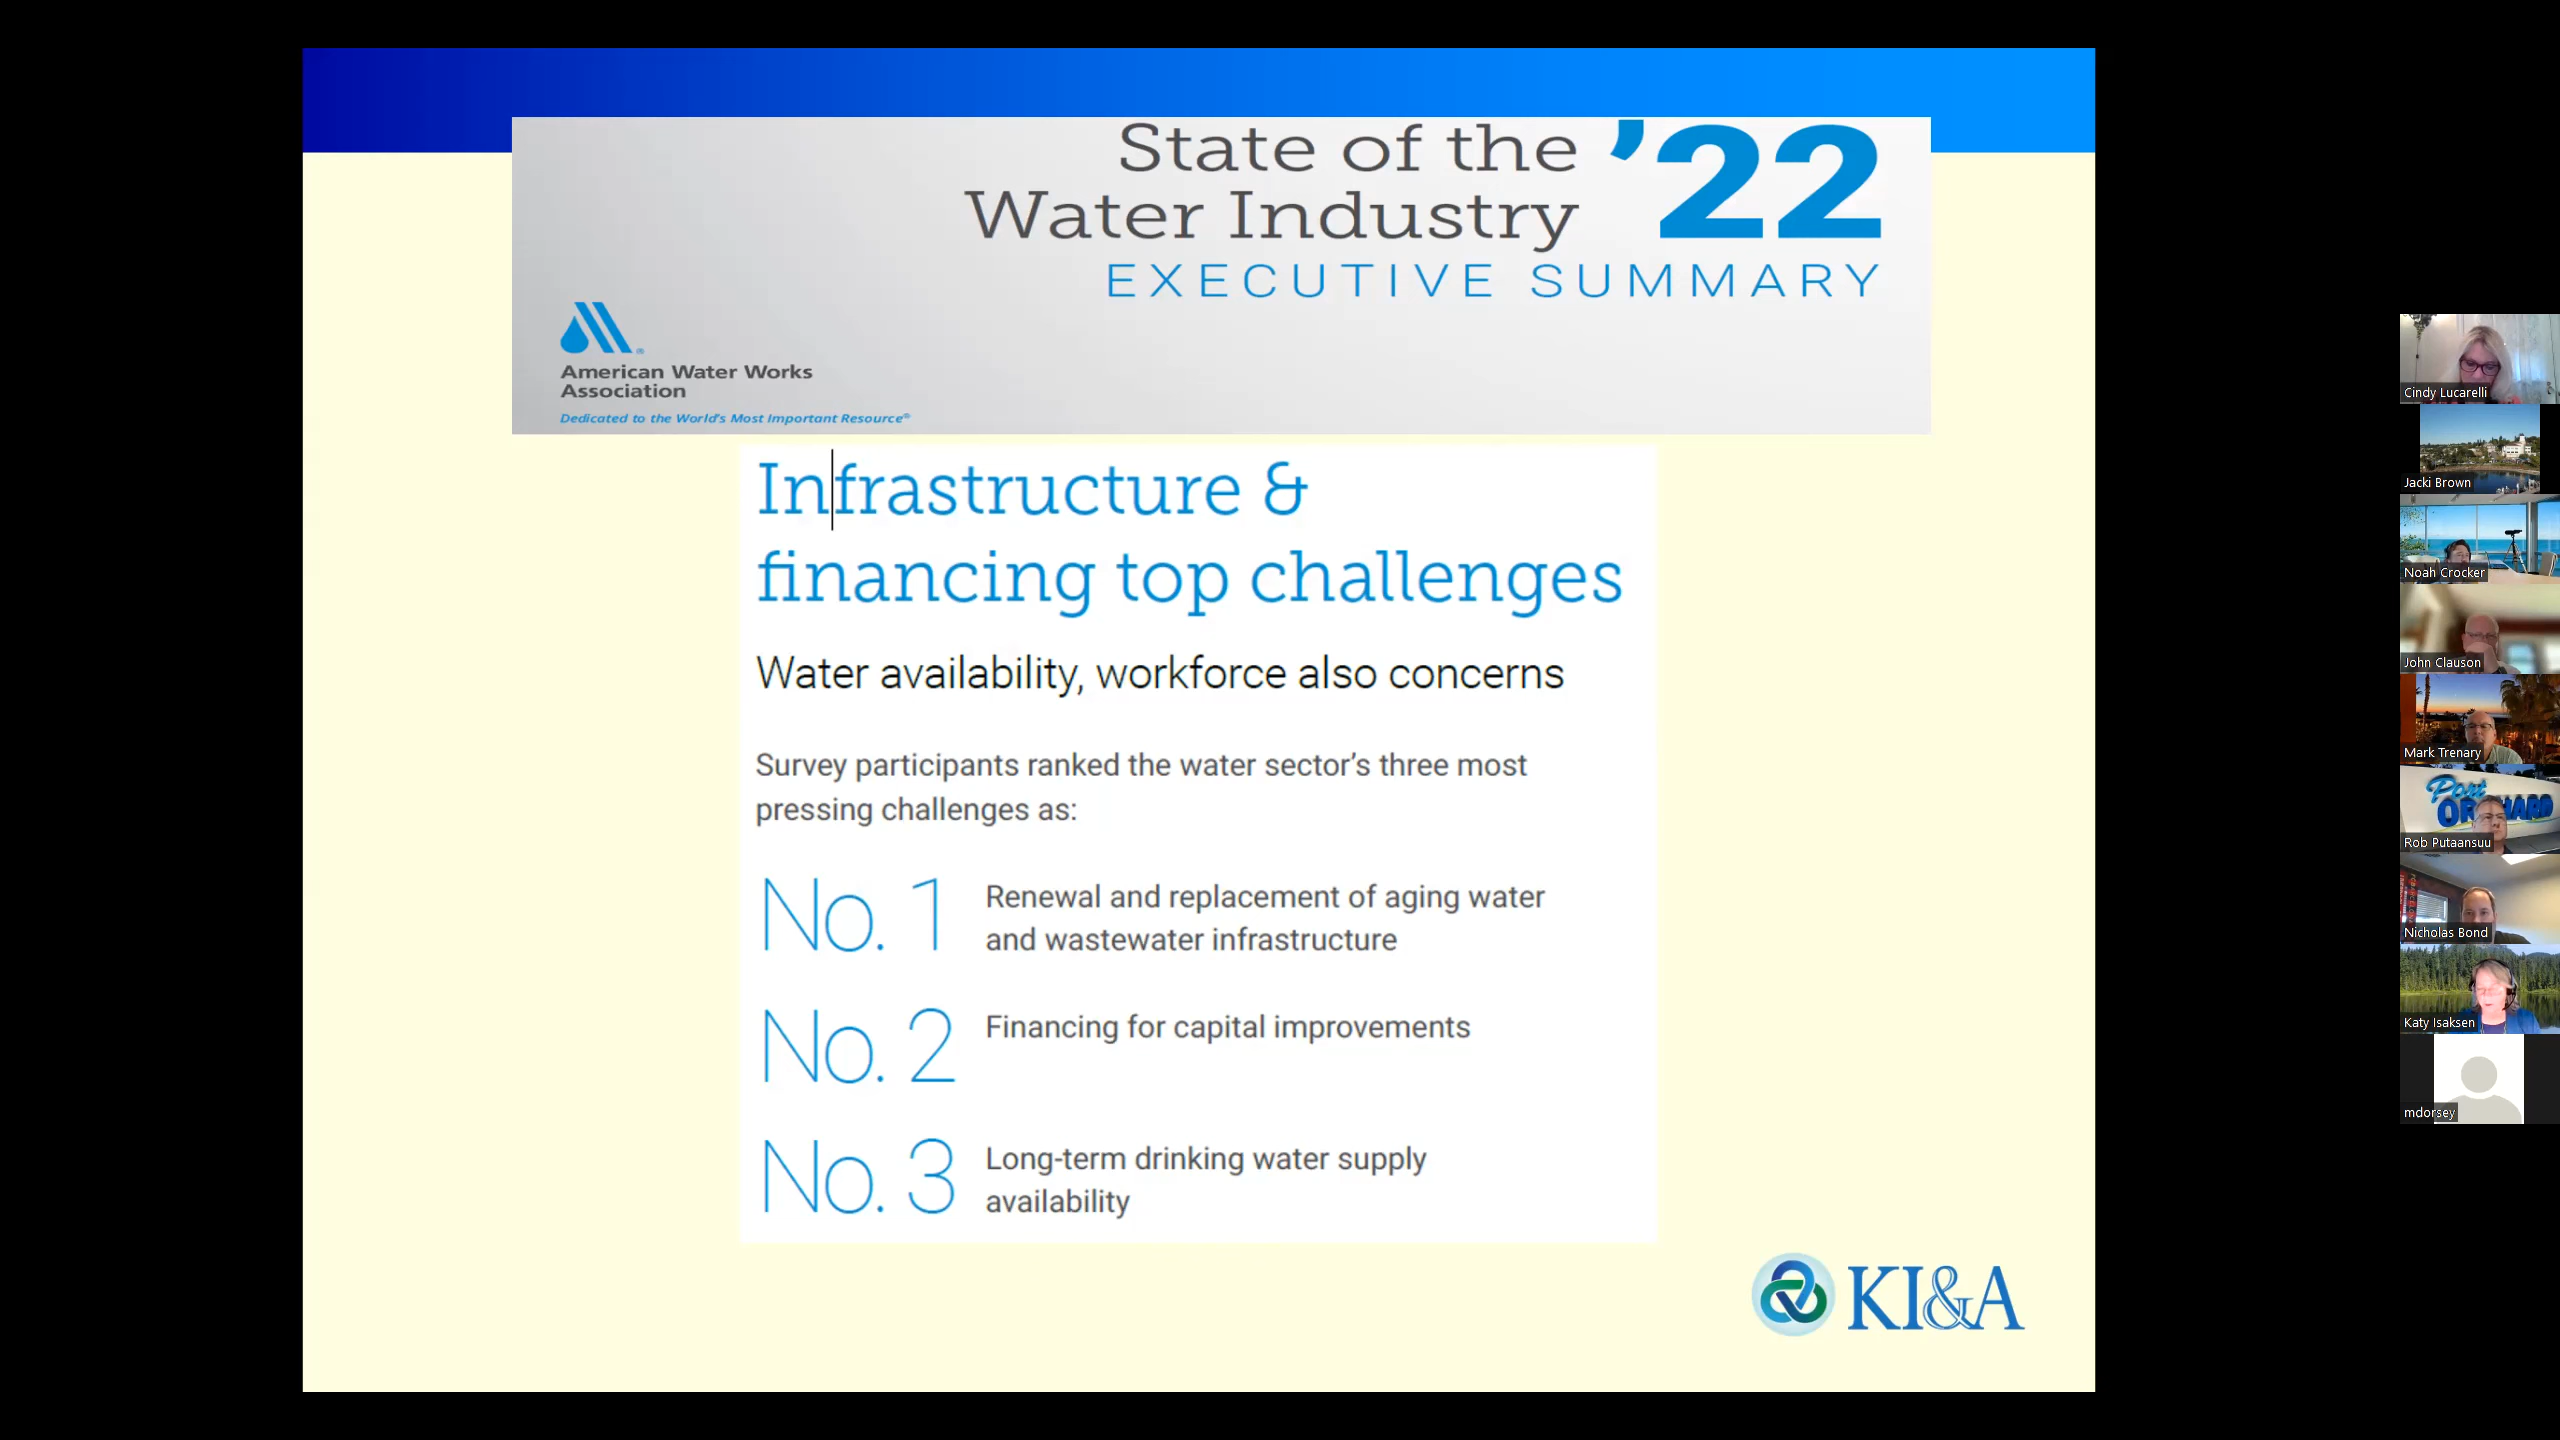 State of the ’22
Water Industry
EXECUTIVE SUMMARY
American Water Works
Association
Dedicated to the World's Most Important Resource®
Infrastructure &
financing top challenges
Water availability, workforce also concerns
Survey participants ranked the water sector’s three most
pressing challenges as:
No. 1 Renewal and replacement of aging water
and wastewater infrastructure
No. 2 Financing for capital improvements
No. 3 Long-term drinking water supply
availability
KI&A
Cindy Lucarelli
Jacki Brown
Noah Crocker
John Clauson
Mark Trenary
Port
Rob Putaansuu
Nicholas Bond
Katy Isaksen
mdorsey